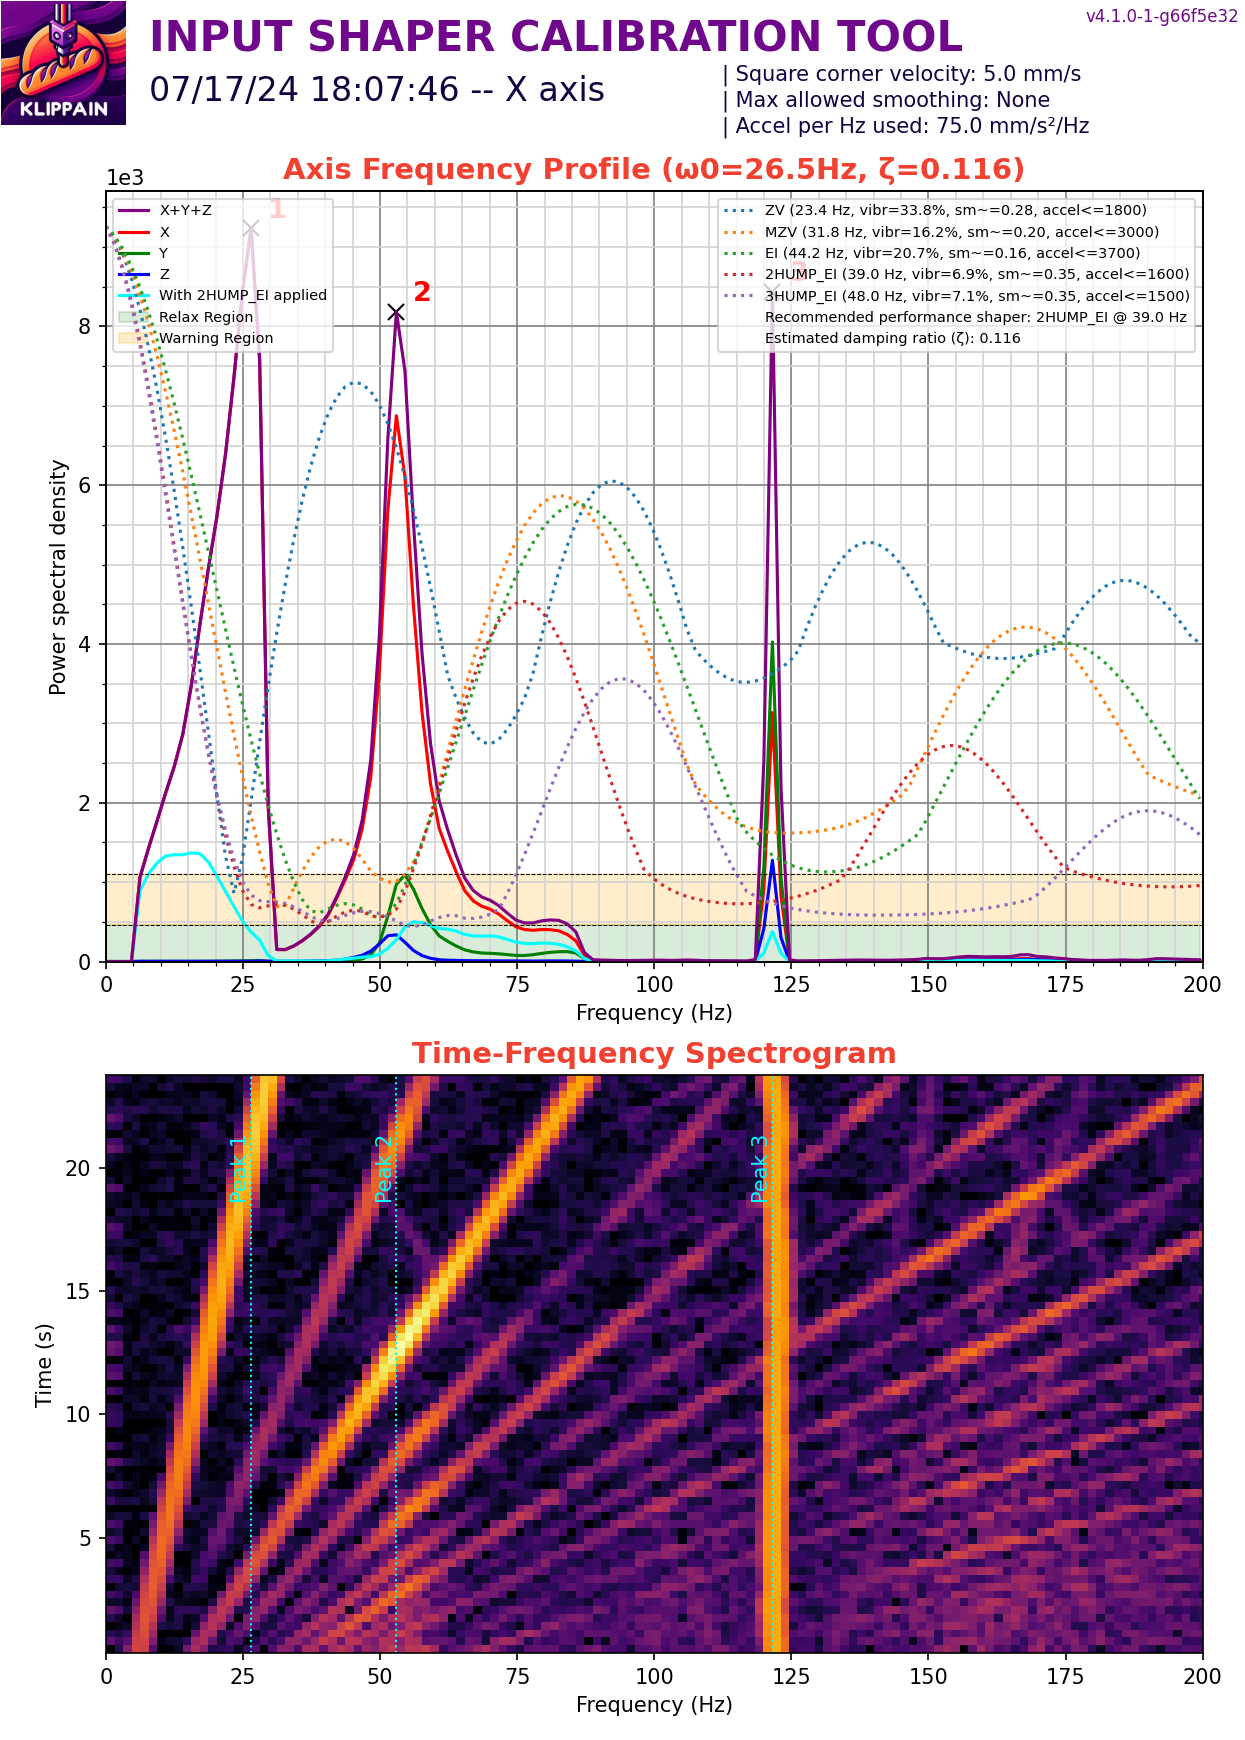 v4.1.0-1-g66f5e32
INPUT SHAPER CALIBRATION TOOL
07/17/24 18:07:46 -- X axis
| Square corner velocity: 5.0 mm/s
| Max allowed smoothing: None
| Accel per Hz used: 75.0 mm/s²/Hz
KLIPPAIN
Axis Frequency Profile (ω0=26.5Hz, ζ=0.116)
1e3
X+Y+Z
X
Y
Z
With 2HUMP_EI applied
Relax Region
Warning Region
ZV (23.4 Hz, vibr=33.8%, sm~=0.28, accel<=1800)
MZV (31.8 Hz, vibr=16.2%, sm~=0.20, accel<=3000)
EI (44.2 Hz, vibr=20.7%, sm~=0.16, accel<=3700)
2HUMP_EI (39.0 Hz, vibr=6.9%, sm~=0.35, accel<=1600)
3HUMP_EI (48.0 Hz, vibr=7.1%, sm~=0.35, accel<=1500)
Recommended performance shaper: 2HUMP_EI @ 39.0 Hz
Estimated damping ratio (ζ): 0.116
1
2
3
Power spectral density
8
6
4
2
0
0 25 50 75 100 125 150 175 200
Frequency (Hz)
Time-Frequency Spectrogram
Peak 1
Peak 2
Peak 3
Time (s)
20
15
10
5
0 25 50 75 100 125 150 175 200
Frequency (Hz)